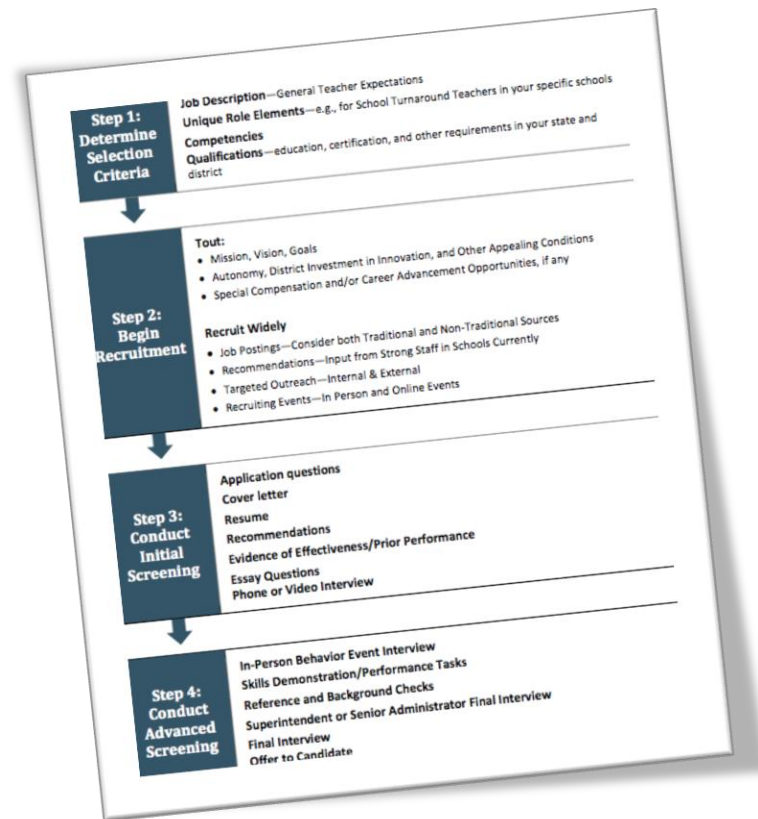 Step 1:
Determine
Selection
Criteria
Job Description—General Teacher Expectations
Unique Role Elements—e.g., for School Turnaround Teachers in your specific schools
Competencies
Qualifications—education, certification, and other requirements in your state and
district
Step 2:
Begin
Recruitment
Tout:
• Mission, Vision, Goals
• Autonomy, District Investment in Innovation, and Other Appealing Conditions
• Special Compensation and/or Career Advancement Opportunities, if any
Recruit Widely
• Job Postings—Consider both Traditional and Non-Traditional Sources
• Recommendations—Input from Strong Staff in Schools Currently
• Targeted Outreach—Internal & External
• Recruiting Events—In Person and Online Events
Step 3:
Conduct
Initial
Screening
Application questions
Cover letter
Resume
Recommendations
Evidence of Effectiveness/Prior Performance
Essay Questions
Phone or Video Interview
Step 4:
Conduct
Advanced
Screening
In-Person Behavior Event Interview
Skills Demonstration/Performance Tasks
Reference and Background Checks
Superintendent or Senior Administrator Final Interview
Final Interview
Offer to Candidate